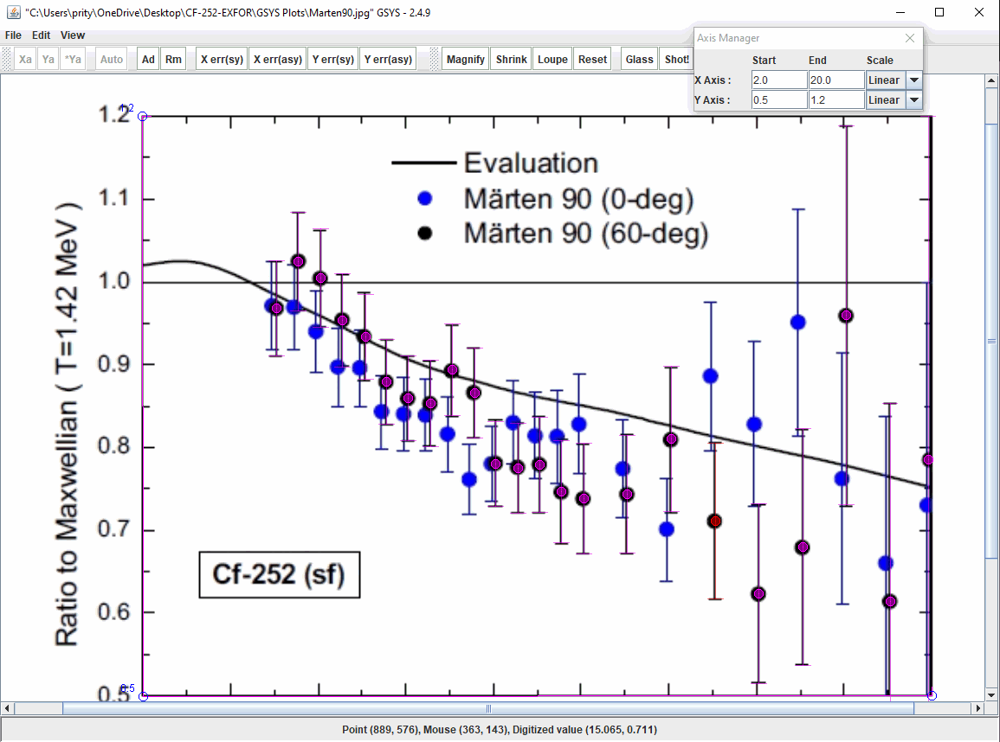 "C:\Users\prity\OneDrive\Desktop\CF-252-EXFOR\GSYS Plots\Marten90.jpg" GSYS - 2.4.9
File Edit View
Xa Ya *Ya Auto Ad Rm X err(sy) X err(asy) Y err(sy) Y err(asy) Magnify Shrink Loupe Reset Glass Shot!
Axis Manager
Start End Scale
X Axis : 2.0 20.0 Linear
Y Axis : 0.5 1.2 Linear
1.2
Evaluation
1.1
Märten 90 (0-deg)
Märten 90 (60-deg)
1.0
0.9
0.8
0.7
0.6
0.5
Ratio to Maxwellian ( T=1.42 MeV )
Cf-252 (sf)
Point (889, 576), Mouse (363, 143), Digitized value (15.065, 0.711)